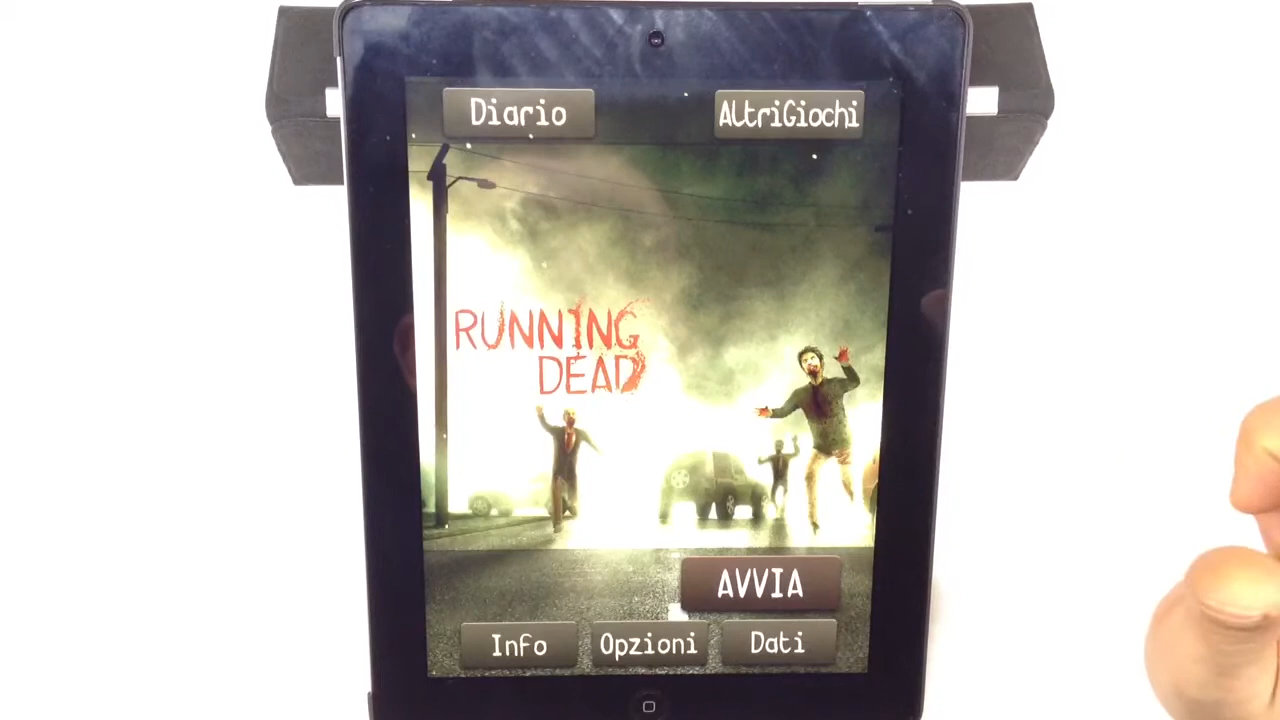 Diario
AltriGiochi
RUNNING
DEAD
AVVIA
Info
Opzioni
Dati